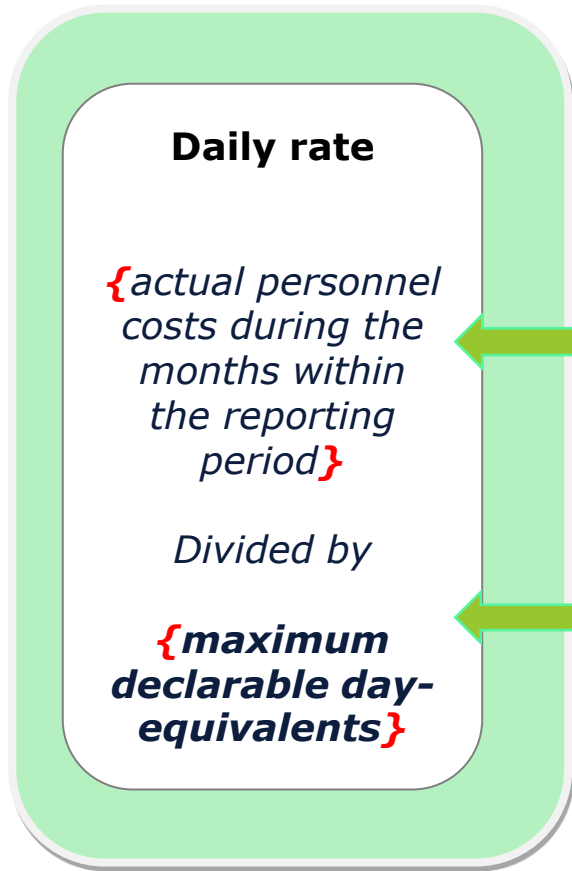 Daily rate
{actual personnel
costs during the
months within
the reporting
period}
Divided by
{maximum
declarable day-
equivalents}